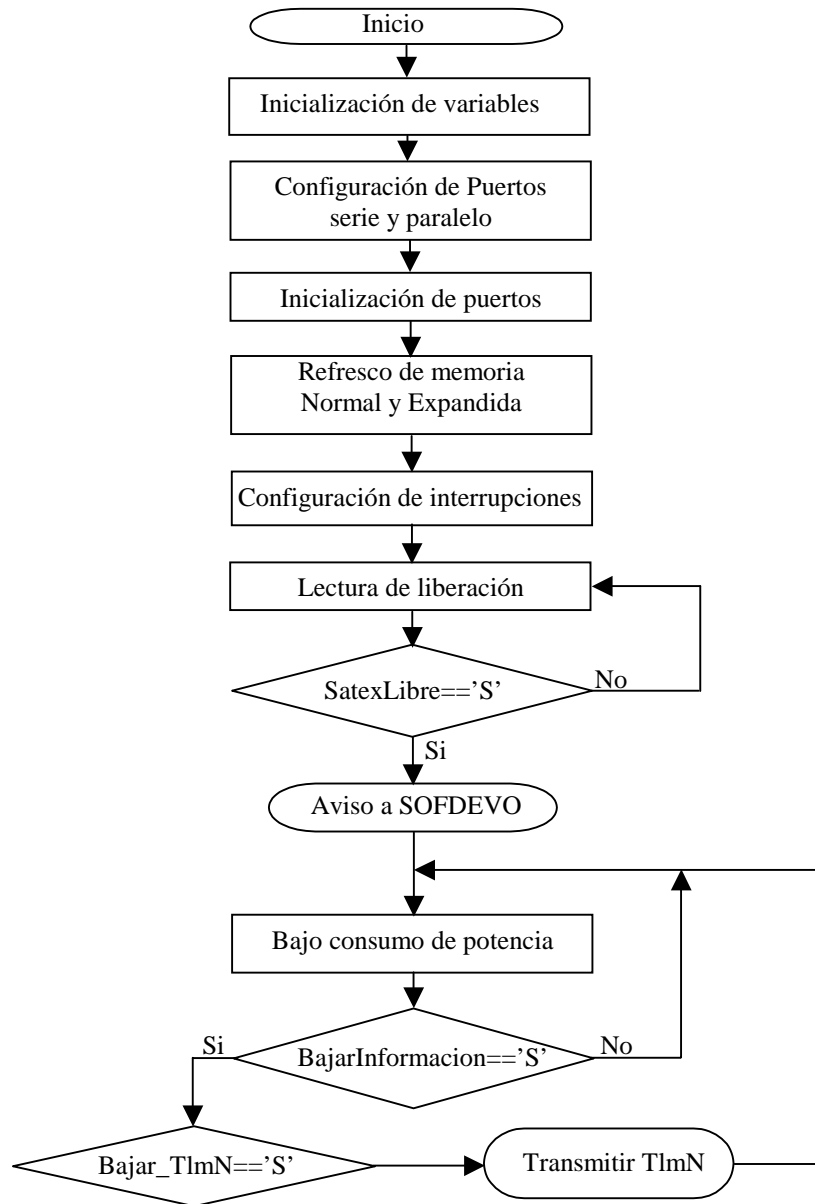 Inicio
Inicialización de variables
Configuración de Puertos
serie y paralelo
Inicialización de puertos
Refresco de memoria
Normal y Expandida
Configuración de interrupciones
Lectura de liberación
SatexLibre==’S’
No
Si
Aviso a SOFDEVO
Bajo consumo de potencia
Si
BajarInformacion==’S’
No
Bajar_TlmN==’S’
Transmitir TlmN